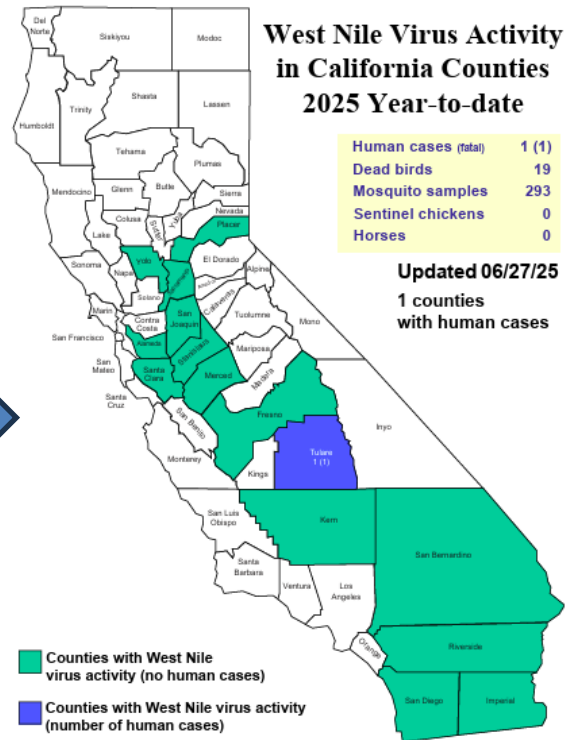 West Nile Virus Activity
in California Counties
2025 Year-to-date
Human cases (fatal) 1 (1)
Dead birds 19
Mosquito samples 293
Sentinel chickens 0
Horses 0
Updated 06/27/25
1 counties
with human cases
Del
Norte
Siskiyou
Modoc
Humboldt
Trinity
Shasta
Lassen
Tehama
Plumas
Mendocino
Glenn
Butte
Sierra
Nevada
Placer
Colusa
Sutter
Yuba
Lake
Sonoma
Napa
Yolo
Sacramento
El Dorado
Alpine
Amador
Solano
Marin
Contra
Costa
San
Joaquin
Calaveras
Tuolumne
Mono
San Francisco
Alameda
San
Mateo
Santa
Clara
Stanislaus
Mariposa
Merced
Madera
Santa
Cruz
San Benito
Fresno
Inyo
Monterey
Kings
Tulare
1 (1)
San Luis
Obispo
Kern
San Bernardino
Santa
Barbara
Ventura
Los
Angeles
Orange
Riverside
San Diego
Imperial
Counties with West Nile
virus activity (no human cases)
Counties with West Nile virus activity
(number of human cases)